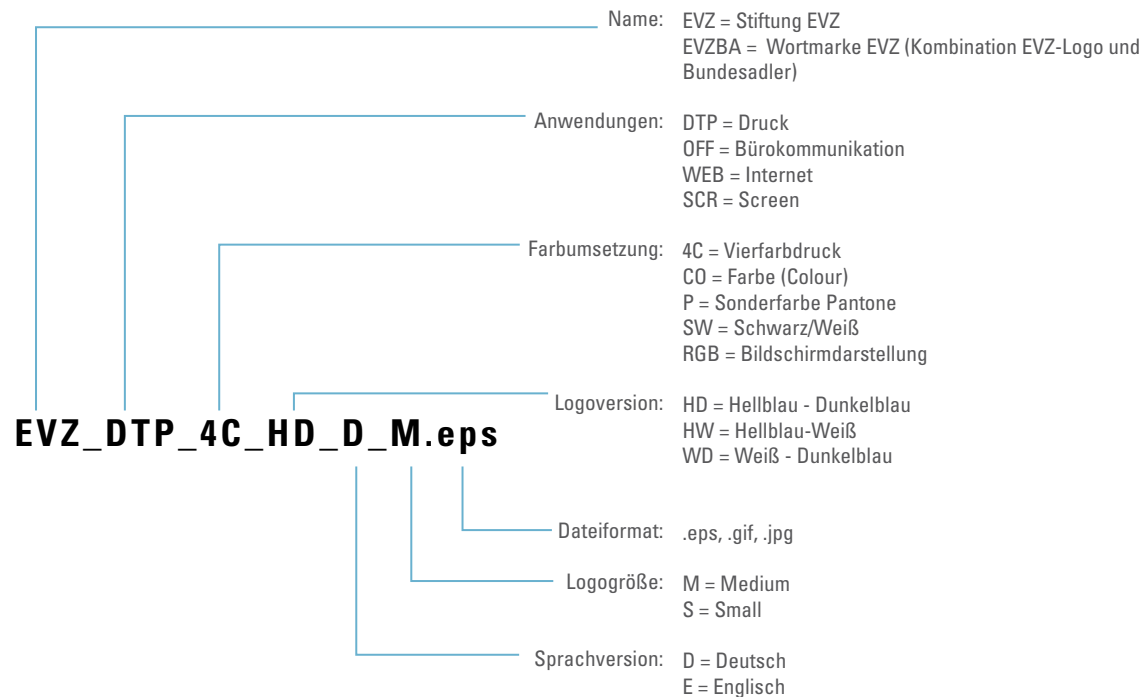 Name: EVZ = Stiftung EVZ
EVZBA = Wortmarke EVZ (Kombination EVZ-Logo und
Bundesadler)
Anwendungen: DTP = Druck
OFF = Bürokommunikation
WEB = Internet
SCR = Screen
Farbumsetzung: 4C = Vierfarbdruck
CO = Farbe (Colour)
P = Sonderfarbe Pantone
SW = Schwarz/Weiß
RGB = Bildschirmdarstellung
Logoversion: HD = Hellblau - Dunkelblau
HW = Hellblau-Weiß
WD = Weiß - Dunkelblau
EVZ_DTP_4C_HD_D_M.eps
Dateiformat: .eps, .gif, .jpg
Logogröße: M = Medium
S = Small
Sprachversion: D = Deutsch
E = Englisch